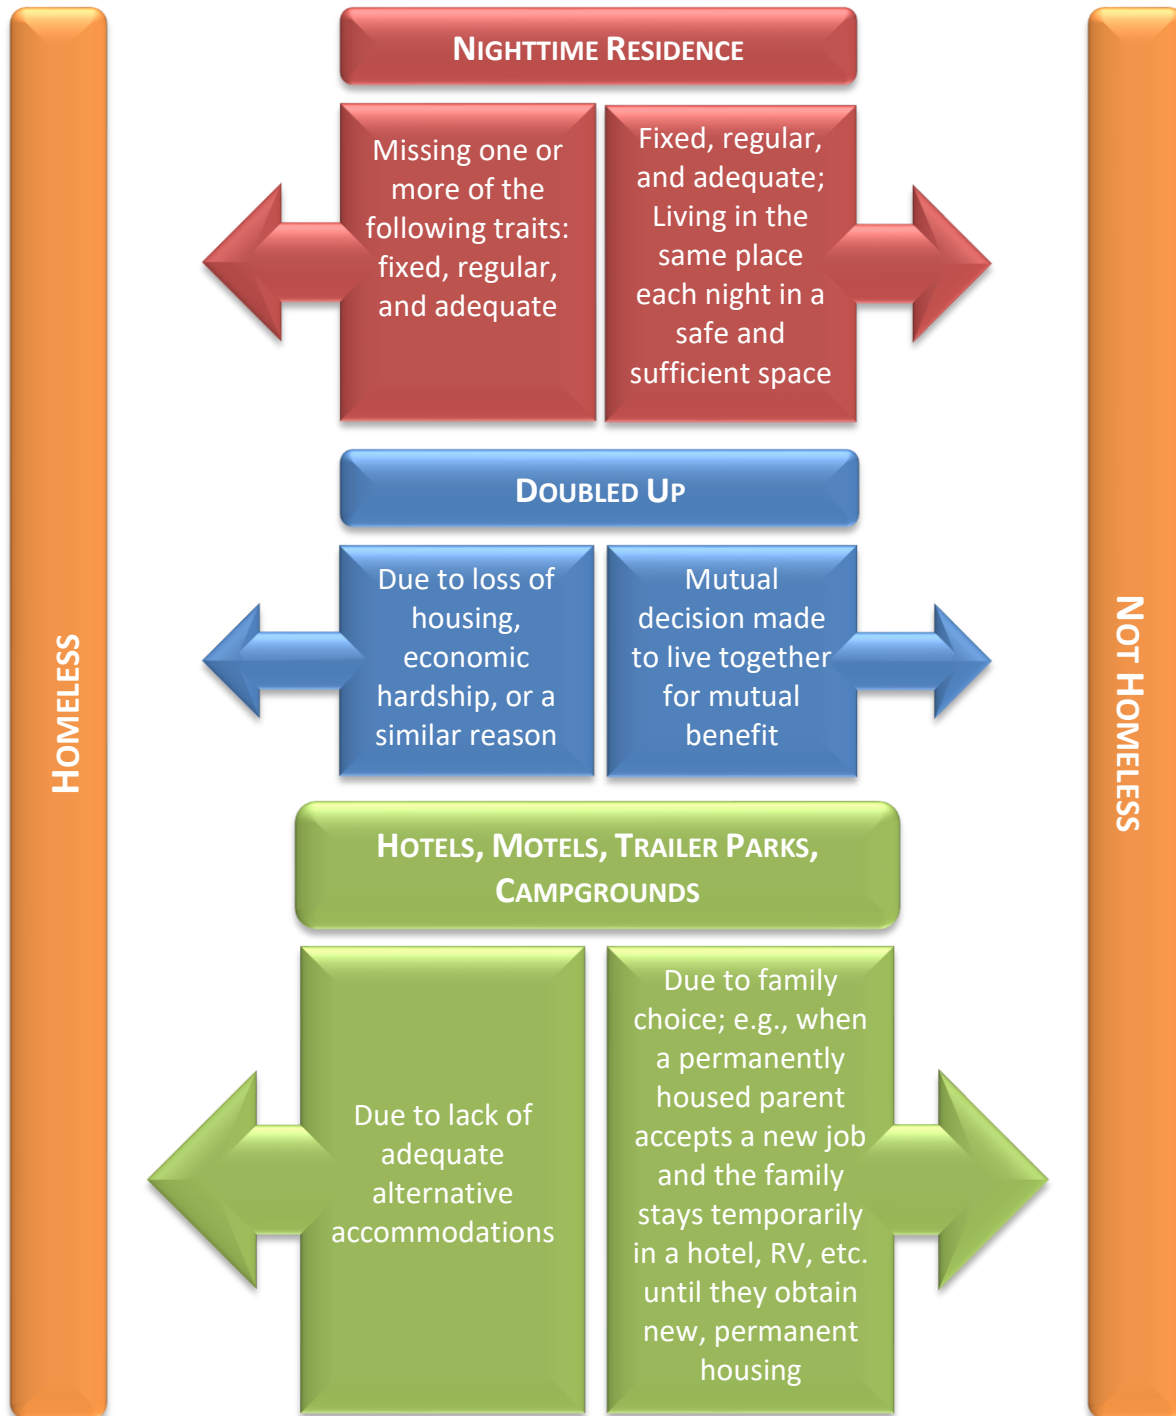 HOMELESS
NIGHTTIME RESIDENCE
Missing one or
more of the
following traits:
fixed, regular,
and adequate
Fixed, regular,
and adequate;
Living in the
same place
each night in a
safe and
sufficient space
DOUBLED UP
Due to loss of
housing,
economic
hardship, or a
similar reason
Mutual
decision made
to live together
for mutual
benefit
HOTELS, MOTELS, TRAILER PARKS,
CAMPGROUNDS
Due to lack of
adequate
alternative
accommodations
Due to family
choice; e.g., when
a permanently
housed parent
accepts a new job
and the family
stays temporarily
in a hotel, RV, etc.
until they obtain
new, permanent
housing
NOT HOMELESS